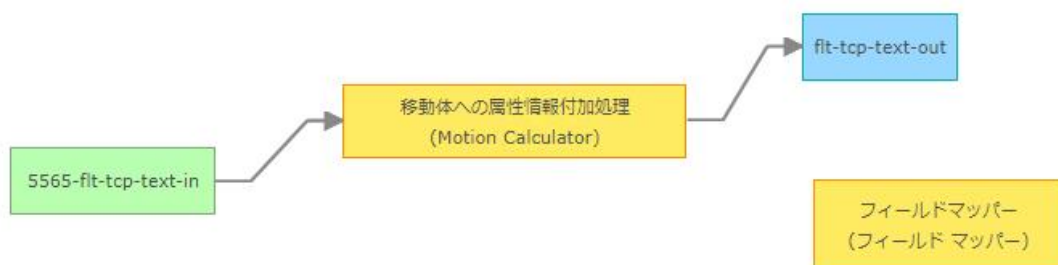 flt-tcp-text-out
移動体への属性情報付加処理
(Motion Calculator)
5565-flt-tcp-text-in
フィールドマッパー
(フィールド マッパー)